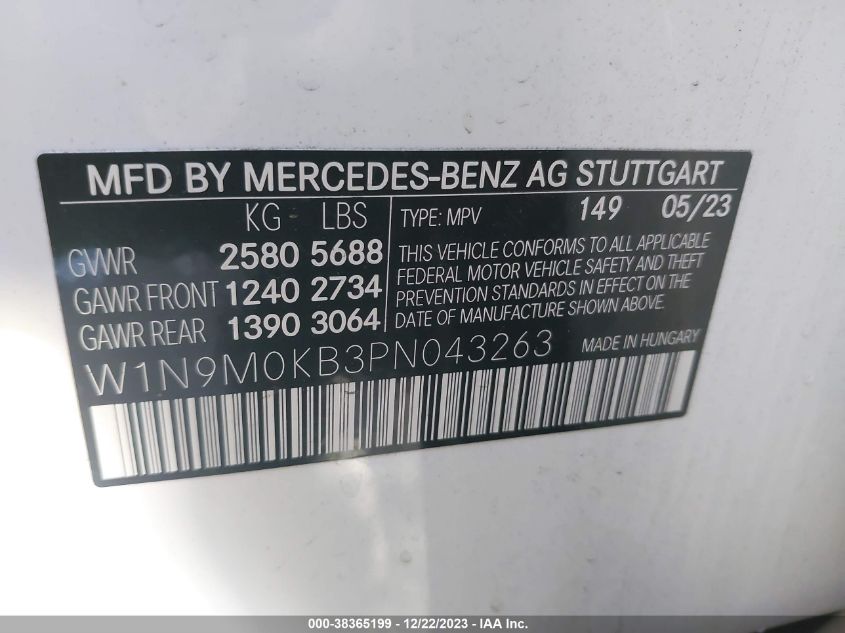 MFD BY MERCEDES-BENZ AG STUTTGART
KG LBS
GVWR 2580 5688
GAWR FRONT 1240 2734
GAWR REAR 1390 3064
TYPE: MPV 149 05/23
THIS VEHICLE CONFORMS TO ALL APPLICABLE
FEDERAL MOTOR VEHICLE SAFETY AND THEFT
PREVENTION STANDARDS IN EFFECT ON THE
DATE OF MANUFACTURE SHOWN ABOVE.
W1N9M0KB3PN043263 MADE IN HUNGARY
000-38365199 - 12/22/2023 - IAA Inc.